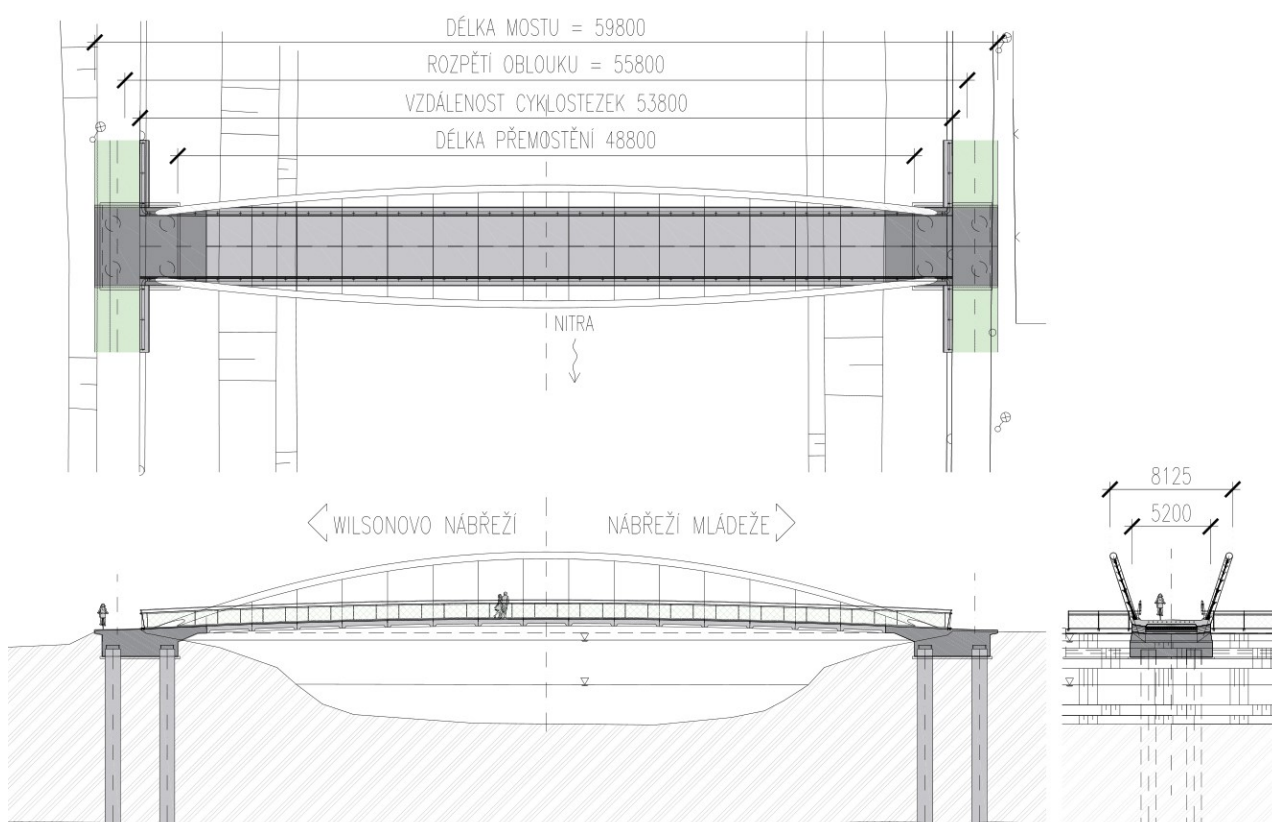 DÉLKA MOSTU = 59800
ROZPĚTÍ OBLOUKU = 55800
VZDÁLENOST CYKLOSTEZEK 53800
DÉLKA PŘEMOSTĚNÍ 48800
NITRA
WILSONOVO NÁBŘEŽÍ
NÁBŘEŽÍ MLÁDEŽE
8125
5200